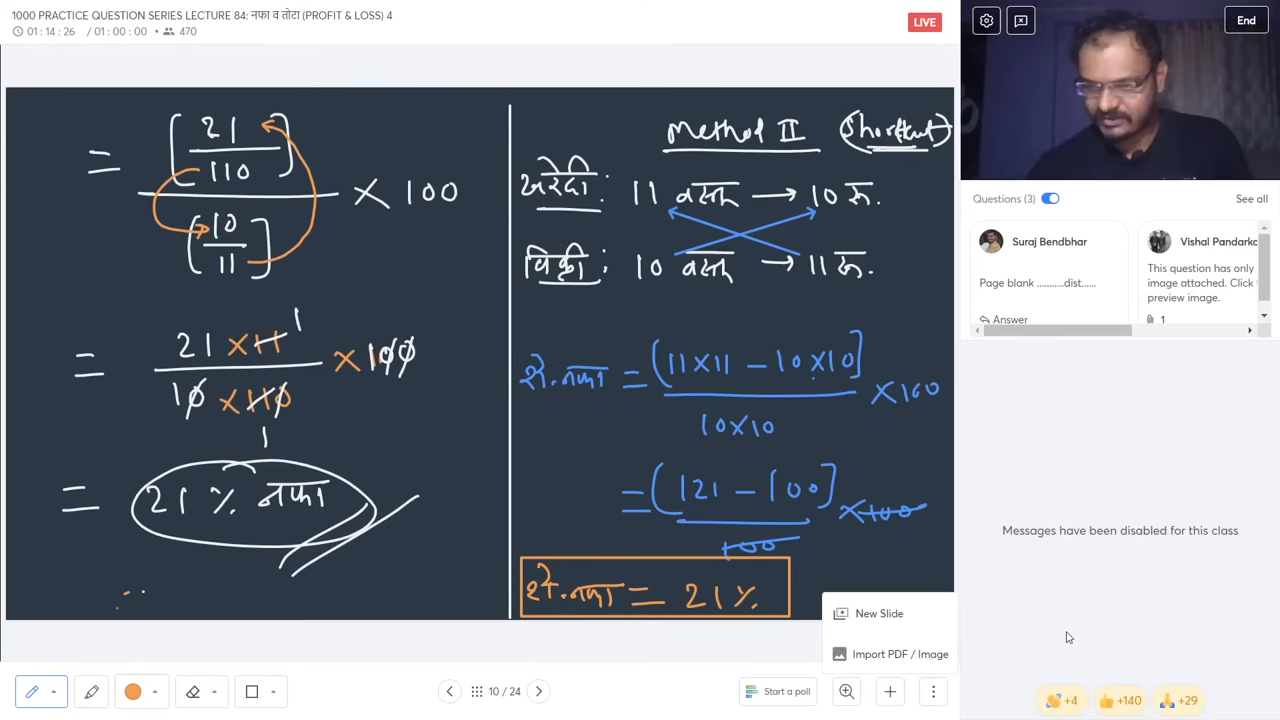 1000 PRACTICE QUESTION SERIES LECTURE 84: नफा व तोटा (PROFIT & LOSS) 4
01 : 14 : 26 / 01 : 00 : 00 / 470
LIVE
End
= [21/110] / [10/11] × 100
= 21 × 11 / 10 × 110 × 100
1
1
= 21 % नफा
Method II (Shortcut)
खरेदी : 11 वस्तू → 10 रू.
विक्री : 10 वस्तू → 11 रू.
शे. नफा = (11×11 – 10×10) / 10×10 ×100
= (121 – 100) / 100 ×100
शे. नफा = 21 %
Questions (3)
See all
Suraj Bendbhar
Page blank ...........dist......
Answer
Vishal Pandarka
This question has only
image attached. Click
preview image.
1
Messages have been disabled for this class
New Slide
Import PDF / Image
10 / 24
Start a poll
+4
+140
+29